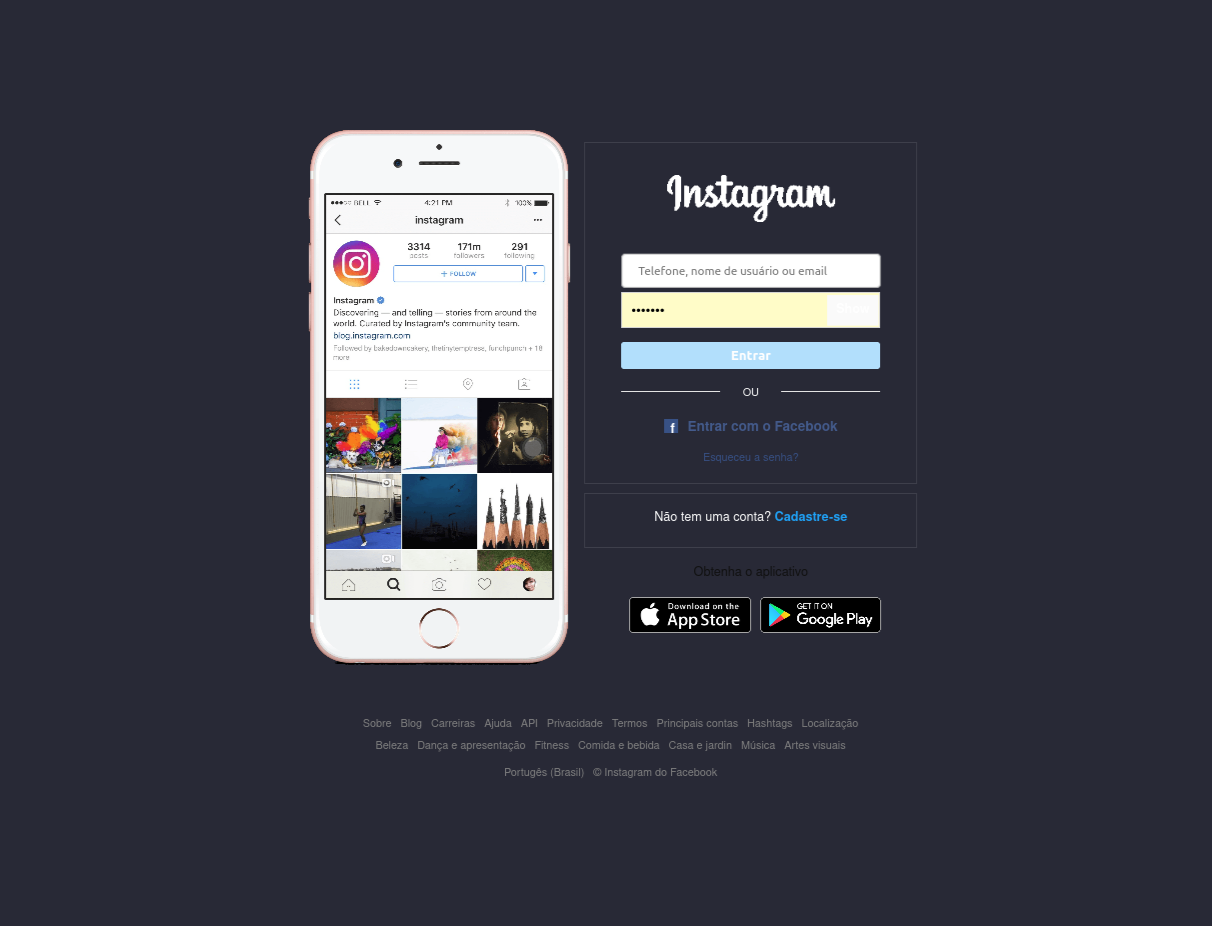 BELL 4:21 PM 100%
instagram
3314 171m 291
posts followers following
+ FOLLOW
Instagram
Discovering — and telling — stories from around the
world. Curated by Instagram's community team.
blog.instagram.com
Followed by bakedowncakery, thetinytemptress, lunchpunch + 18
more
Instagram
Telefone, nome de usuário ou email
•••••••
Entrar
OU
f Entrar com o Facebook
Esqueceu a senha?
Não tem uma conta? Cadastre-se
Obtenha o aplicativo
Download on the
App Store
GET IT ON
Google Play
Sobre Blog Carreiras Ajuda API Privacidade Termos Principais contas Hashtags Localização
Beleza Dança e apresentação Fitness Comida e bebida Casa e jardin Música Artes visuais
Portugês (Brasil) © Instagram do Facebook